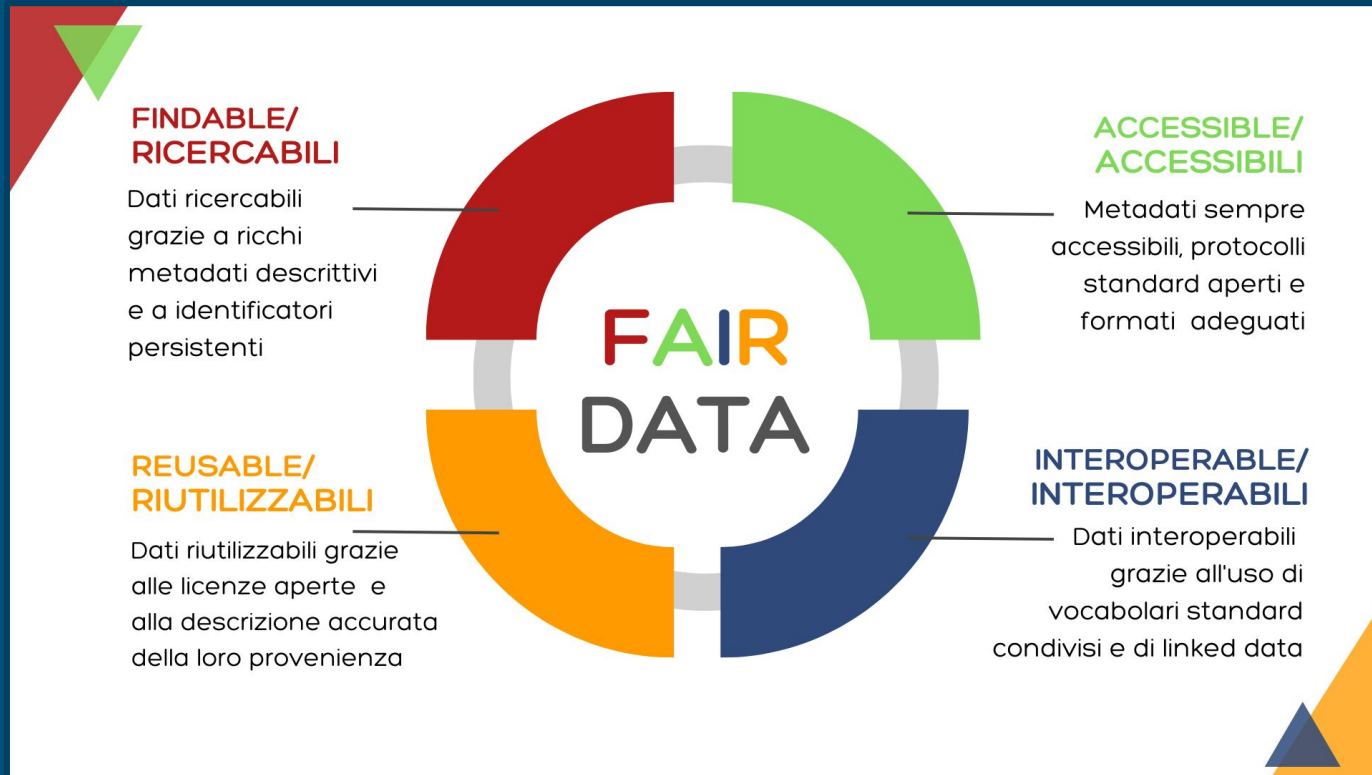 FINDABLE/
RICERCABILI
Dati ricercabili
grazie a ricchi
metadati descrittivi
e a identificatori
persistenti
ACCESSIBLE/
ACCESSIBILI
Metadati sempre
accessibili, protocolli
standard aperti e
formati adeguati
FAIR
DATA
REUSABLE/
RIUTILIZZABILI
Dati riutilizzabili grazie
alle licenze aperte e
alla descrizione accurata
della loro provenienza
INTEROPERABLE/
INTEROPERABILI
Dati interoperabili
grazie all'uso di
vocabolari standard
condivisi e di linked data